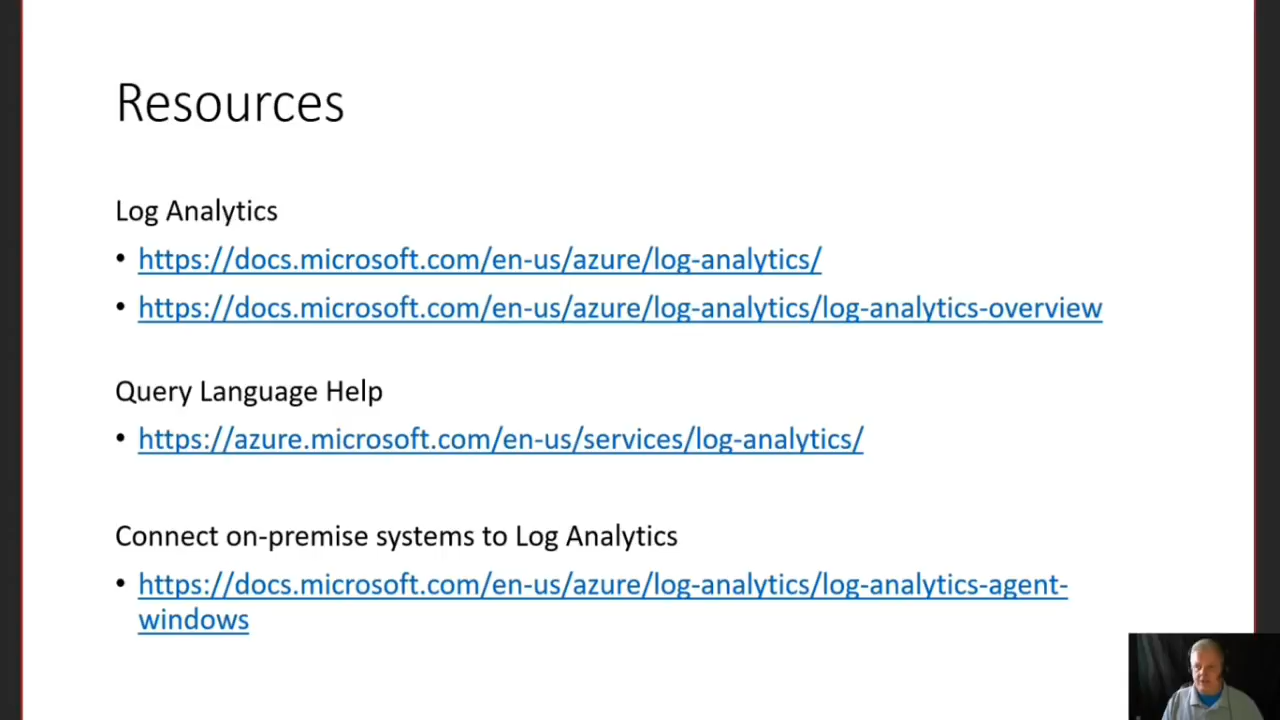 Resources
Log Analytics
• https://docs.microsoft.com/en-us/azure/log-analytics/
• https://docs.microsoft.com/en-us/azure/log-analytics/log-analytics-overview
Query Language Help
• https://azure.microsoft.com/en-us/services/log-analytics/
Connect on-premise systems to Log Analytics
• https://docs.microsoft.com/en-us/azure/log-analytics/log-analytics-agent-
windows